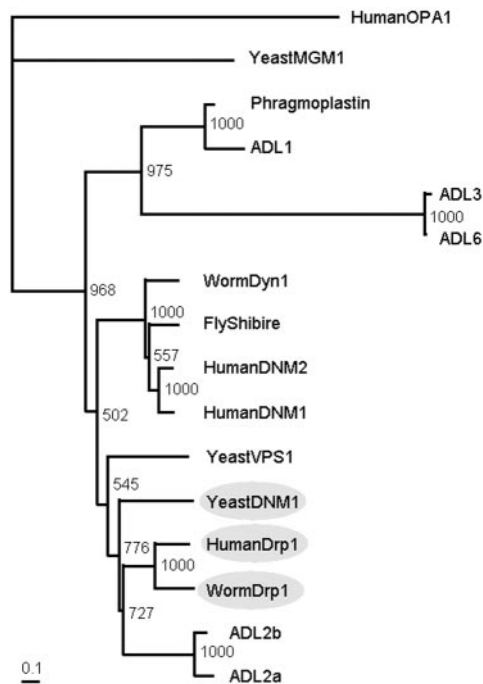 HumanOPA1
YeastMGM1
Phragmoplastin
1000
ADL1
975
ADL3
1000
ADL6
WormDyn1
968
1000
FlyShibire
557
HumanDNM2
1000
HumanDNM1
502
YeastVPS1
545
YeastDNM1
776
HumanDrp1
1000
WormDrp1
727
ADL2b
1000
0.1
ADL2a